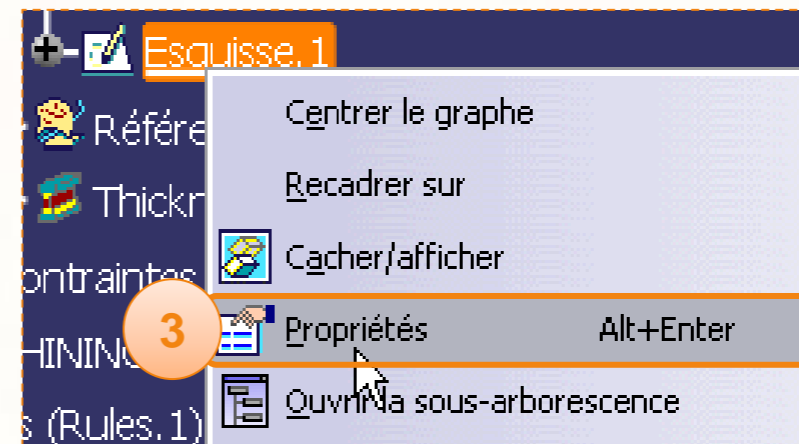 Esquisse.1
Centrer le graphe
Référe
Recadrer sur
Thickn
Cacher/afficher
ontraintes
3
Propriétés Alt+Enter
HINING
Ouvrir la sous-arborescence
s (Rules.1)